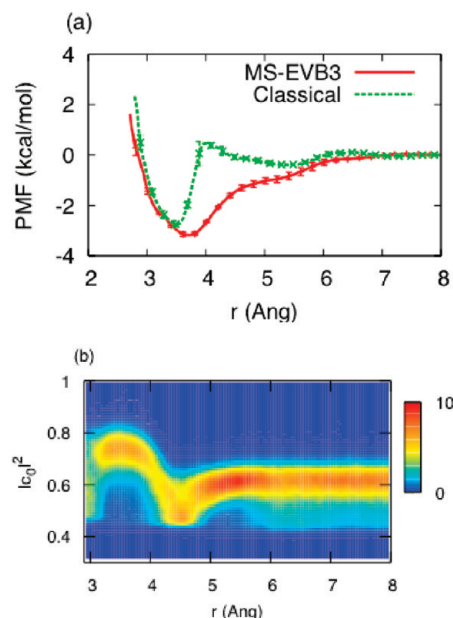 (a)
PMF (kcal/mol)
MS-EVB3
Classical
4
2
0
-2
-4
2 3 4 5 6 7 8
r (Ang)
(b)
|c₀|²
1
0.8
0.6
0.4
3 4 5 6 7 8
r (Ang)
10
0